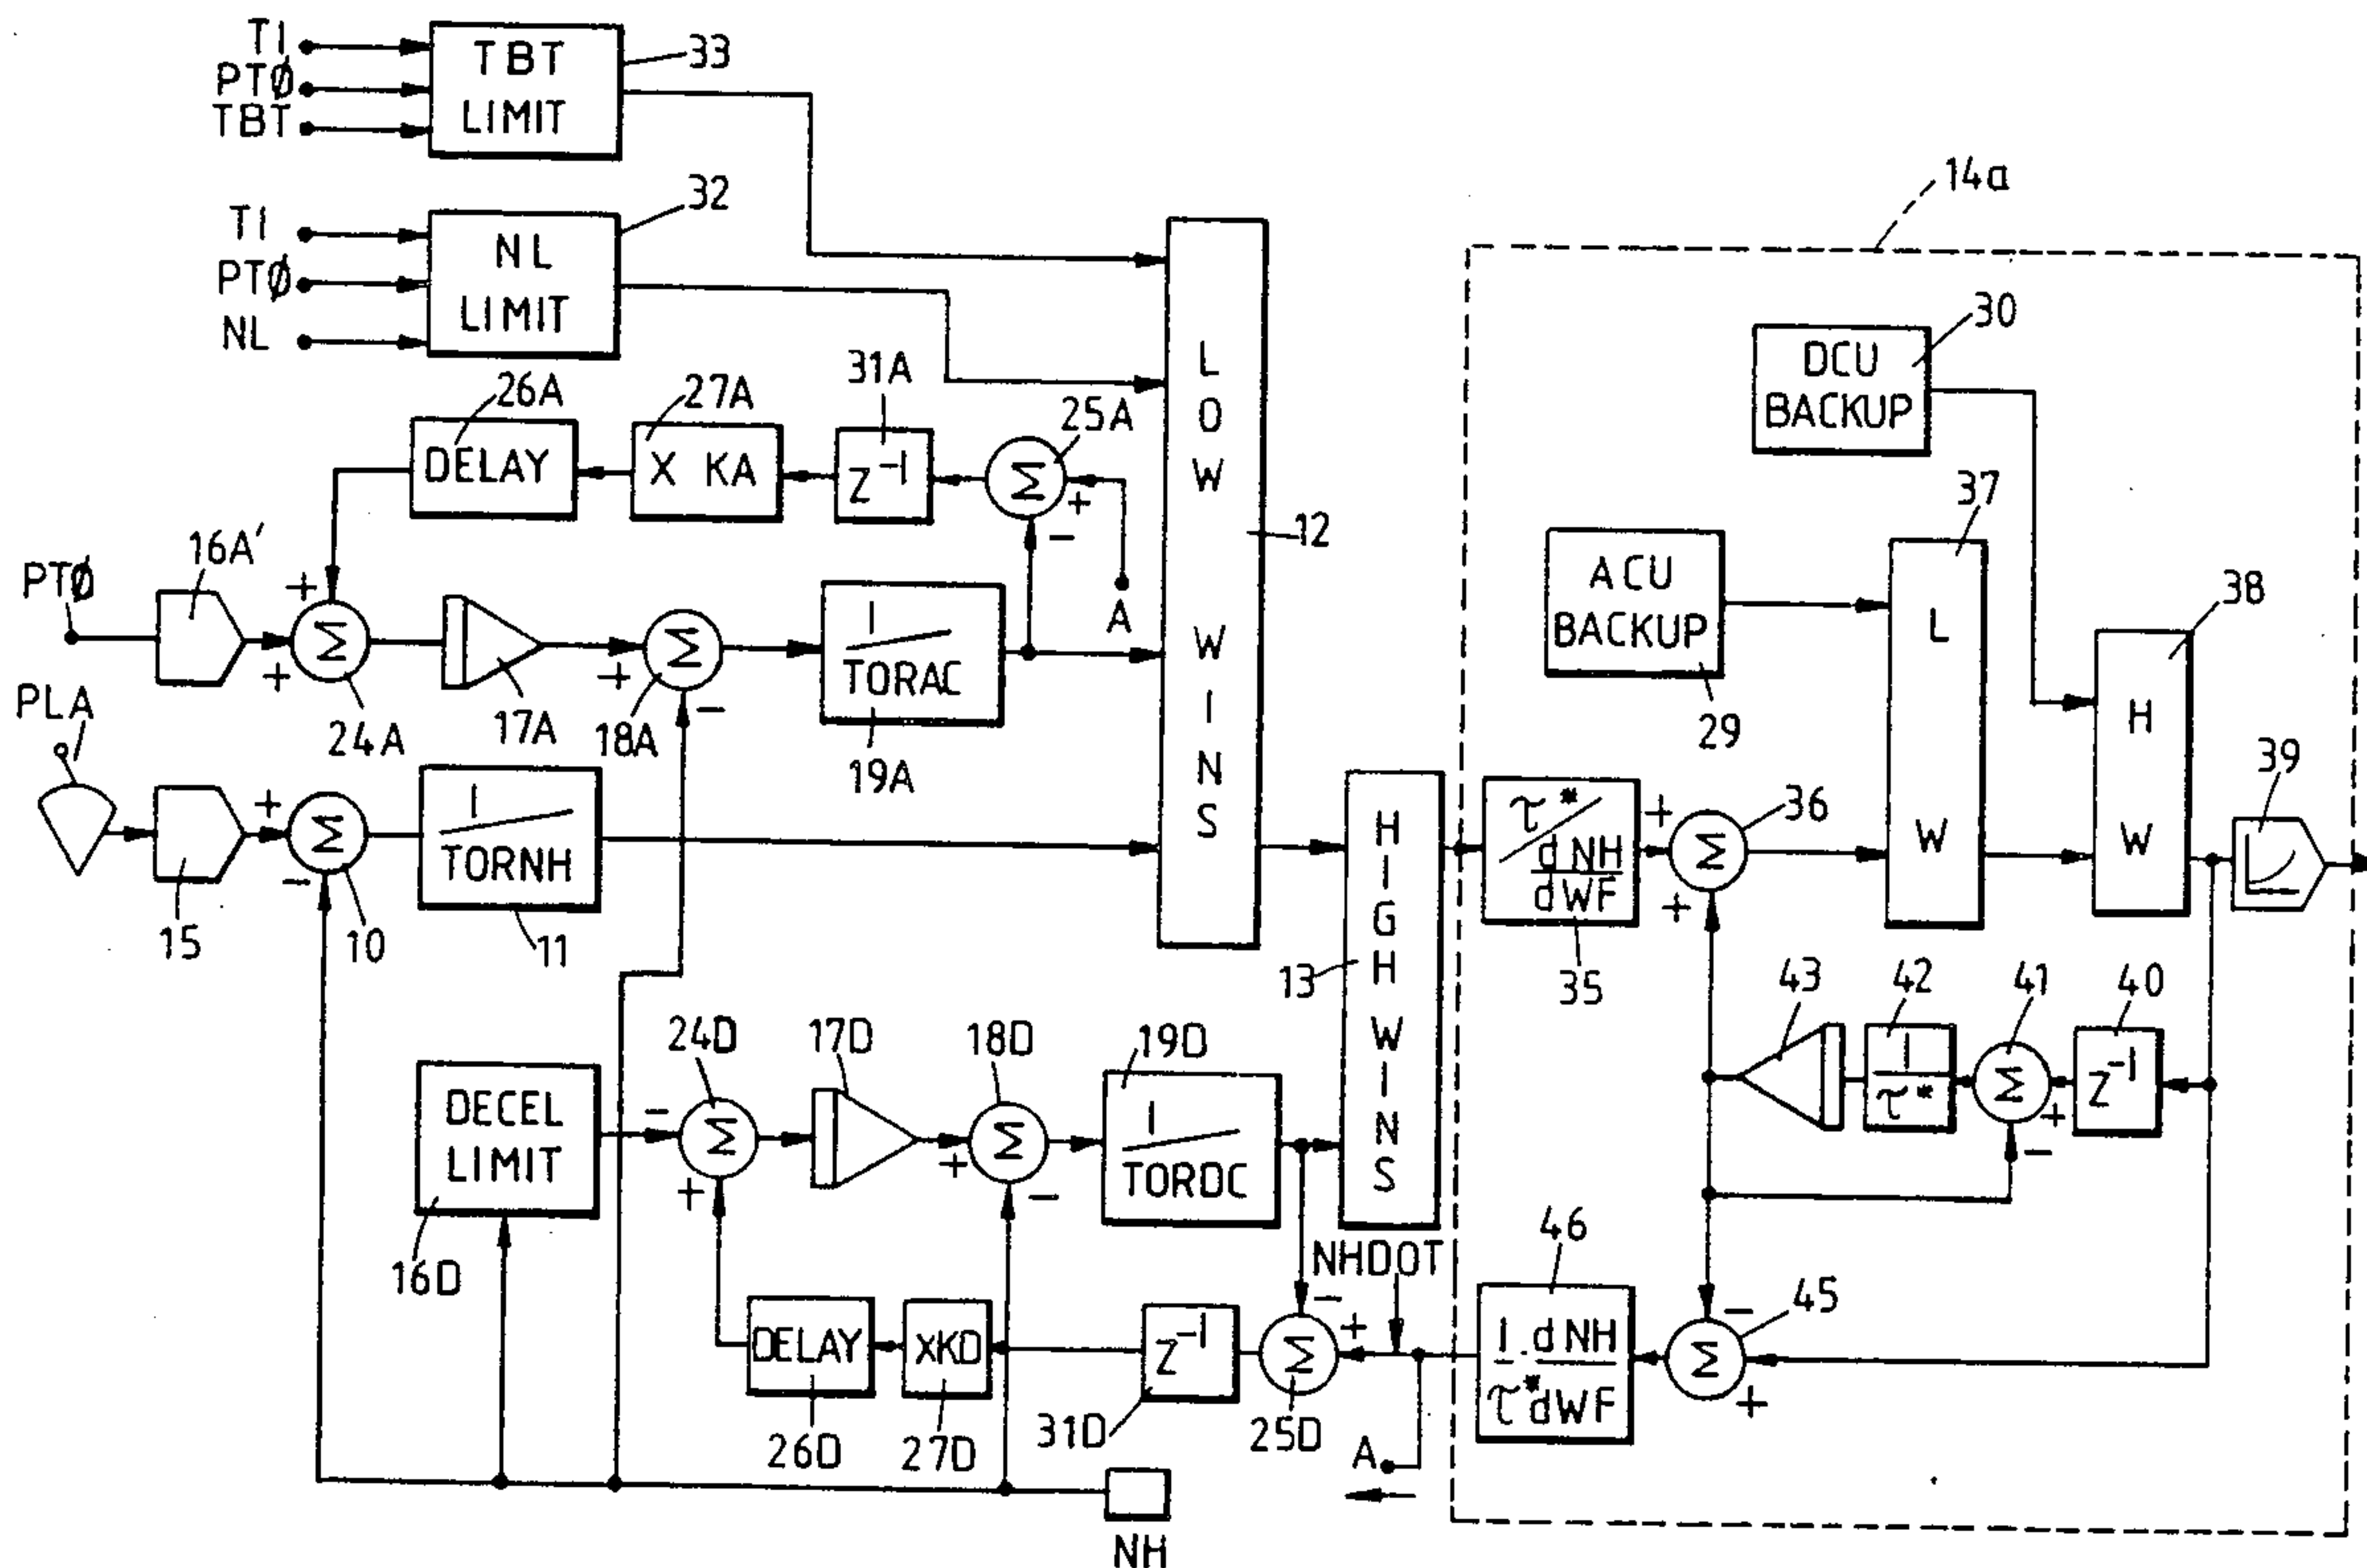 T1
PTØ
TBT
TBT
LIMIT
33
14a
T1
PTØ
NL
NL
LIMIT
32
LOW WINS
12
DCU
BACKUP
30
26A
DELAY
27A
X KA
31A
Z⁻¹
25A
Σ
+
−
A
37
LW
ACU
BACKUP
29
38
HW
39
PTØ
16A'
+
Σ
+
24A
17A
+
Σ
−
18A
1
TORAC
19A
PLA
15
+
Σ
−
10
1
TORNH
11
HIGH WINS
13
τ*
dNH
dWF
35
+
Σ
+
36
43
42
1
τ*
41
Σ
+
−
40
Z⁻¹
DECEL
LIMIT
16D
24D
−
Σ
+
17D
18D
Σ
+
−
19D
1
TORDC
NHDOT
DELAY
26D
XKD
27D
Z⁻¹
31D
−
+
Σ
25D
A
46
1 . dNH
τ* dWF
−
Σ
+
45
NH